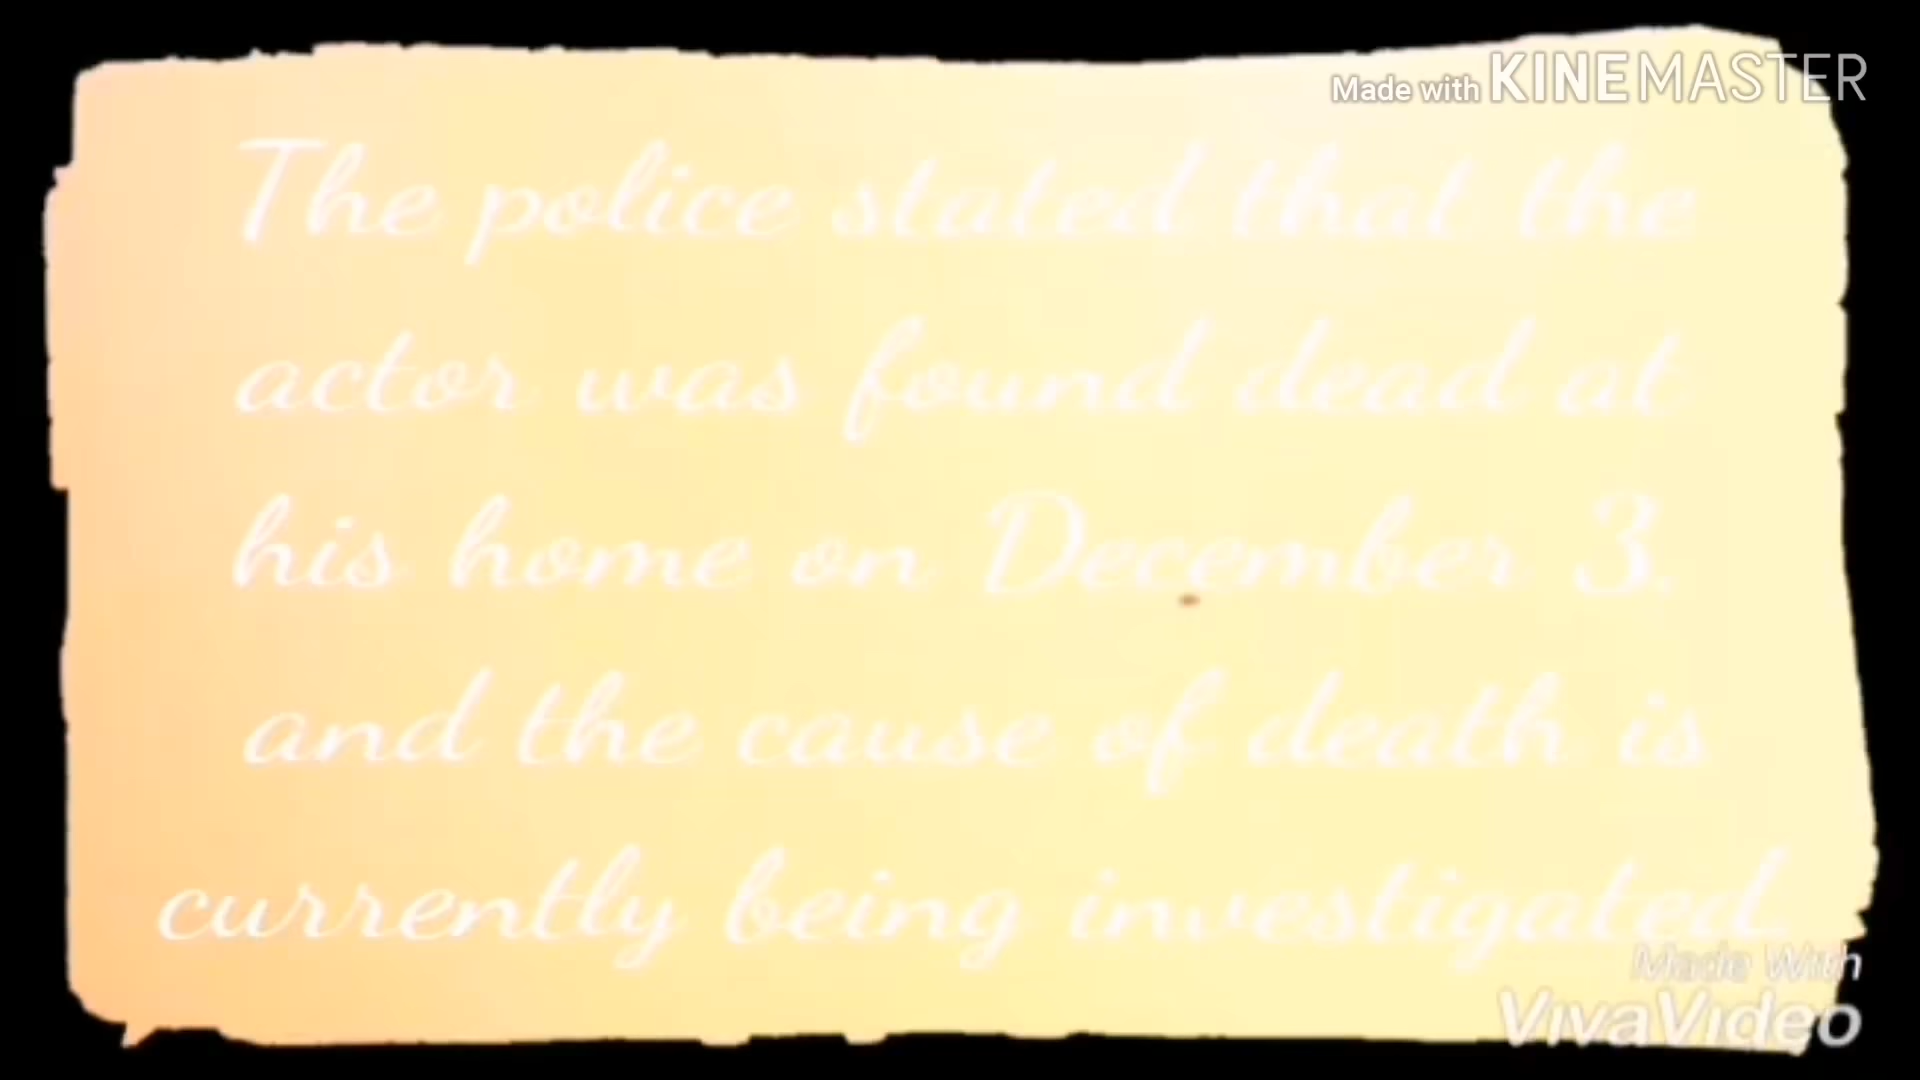 Made with KINEMASTER
The police stated that the
actor was found dead at
his home on December 3.
and the cause of death is
currently being investigated.
Made With
VivaVideo